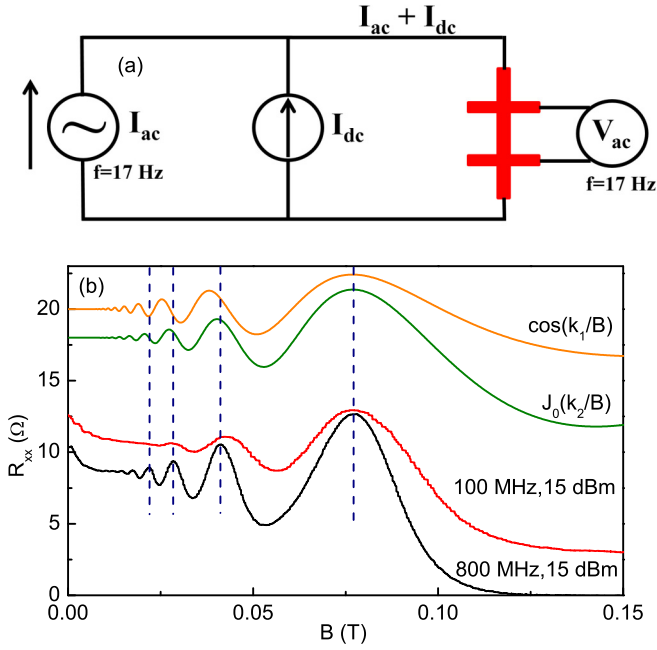 I_ac + I_dc
(a)
I_ac
I_dc
V_ac
f=17 Hz
f=17 Hz
(b)
cos(k_1/B)
J_0(k_2/B)
100 MHz,15 dBm
800 MHz,15 dBm
R_xx (Ω)
20
15
10
5
0
0.00
0.05
0.10
0.15
B (T)